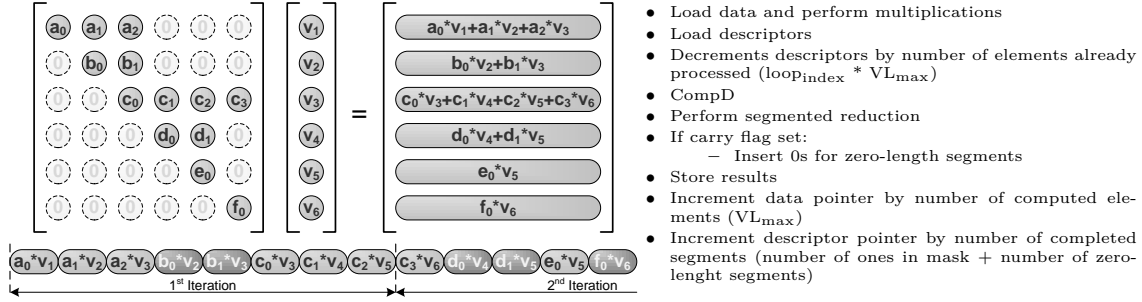 a0 a1 a2 0 0 0 v1 a0*v1+a1*v2+a2*v3
0 b0 b1 0 0 0 v2 b0*v2+b1*v3
0 0 c0 c1 c2 c3 v3 = c0*v3+c1*v4+c2*v5+c3*v6
0 0 0 d0 d1 0 v4 d0*v4+d1*v5
0 0 0 0 e0 0 v5 e0*v5
0 0 0 0 0 f0 v6 f0*v6
a0*v1 a1*v2 a2*v3 b0*v2 b1*v3 c0*v3 c1*v4 c2*v5 c3*v6 d0*v4 d1*v5 e0*v5 f0*v6
1st Iteration 2nd Iteration
• Load data and perform multiplications
• Load descriptors
• Decrements descriptors by number of elements already
processed (loopindex * VLmax)
• CompD
• Perform segmented reduction
• If carry flag set:
– Insert 0s for zero-length segments
• Store results
• Increment data pointer by number of computed ele-
ments (VLmax)
• Increment descriptor pointer by number of completed
segments (number of ones in mask + number of zero-
lenght segments)